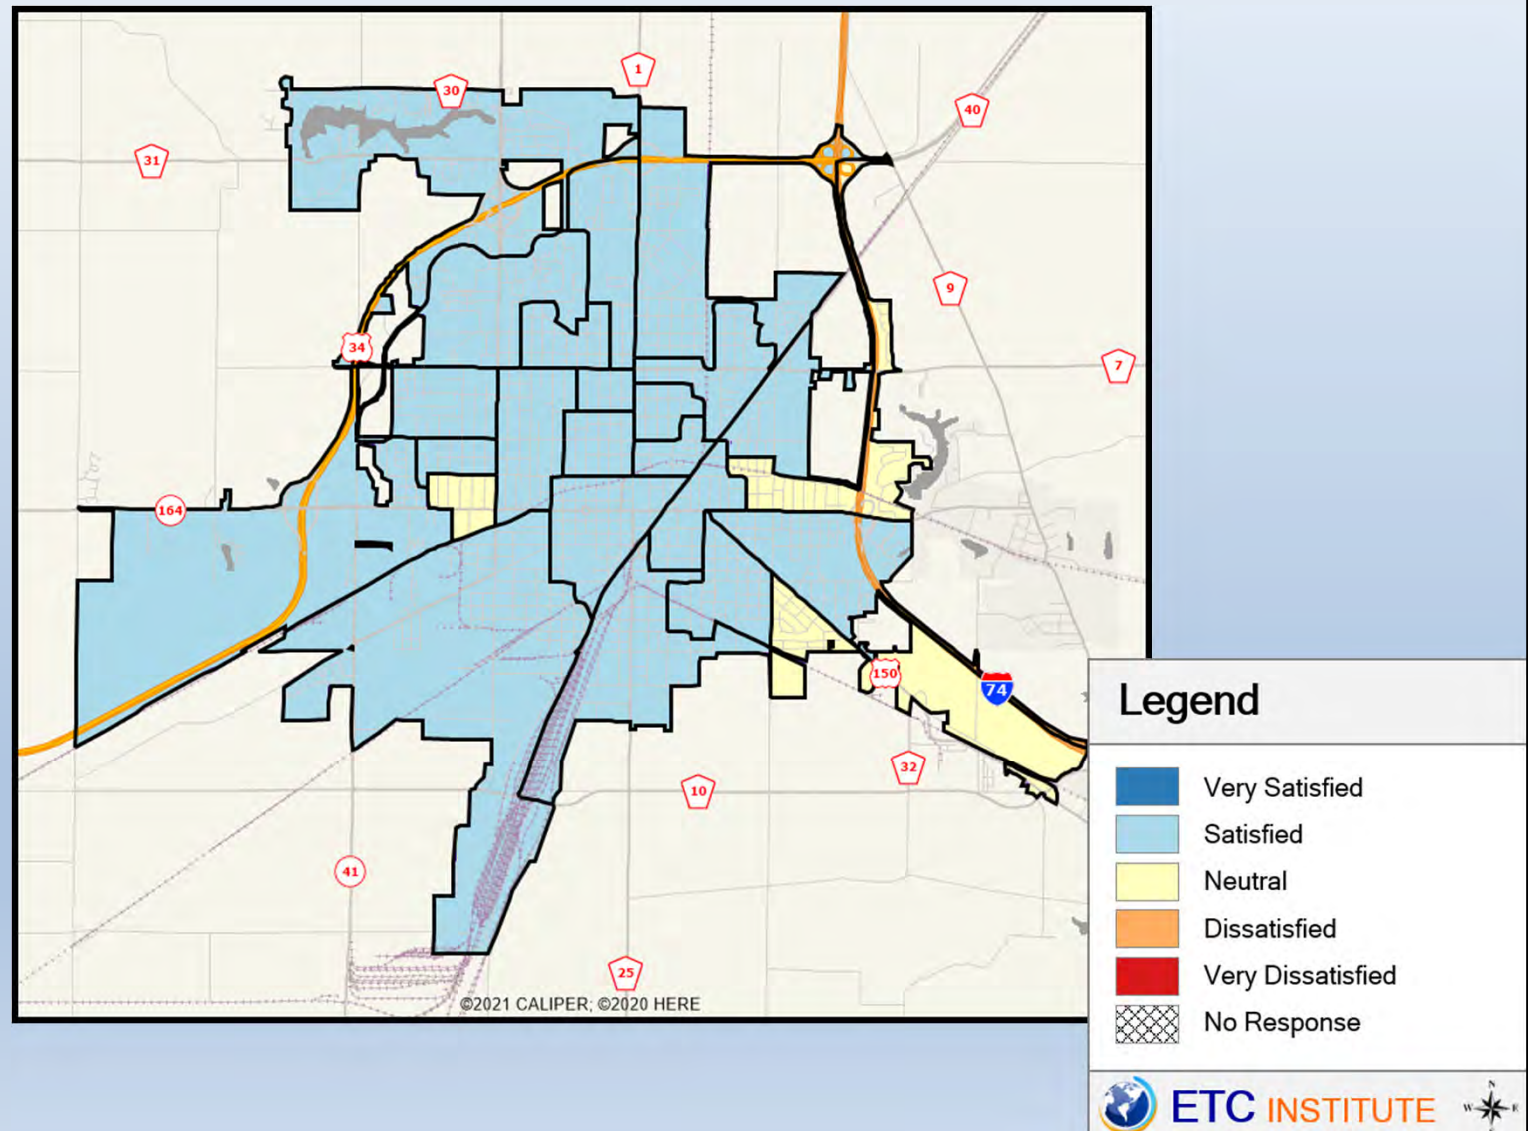 1
30
40
31
9
34
7
164
150
74
32
10
41
25
©2021 CALIPER; ©2020 HERE
Legend
Very Satisfied
Satisfied
Neutral
Dissatisfied
Very Dissatisfied
No Response
ETC INSTITUTE
N
W E
S